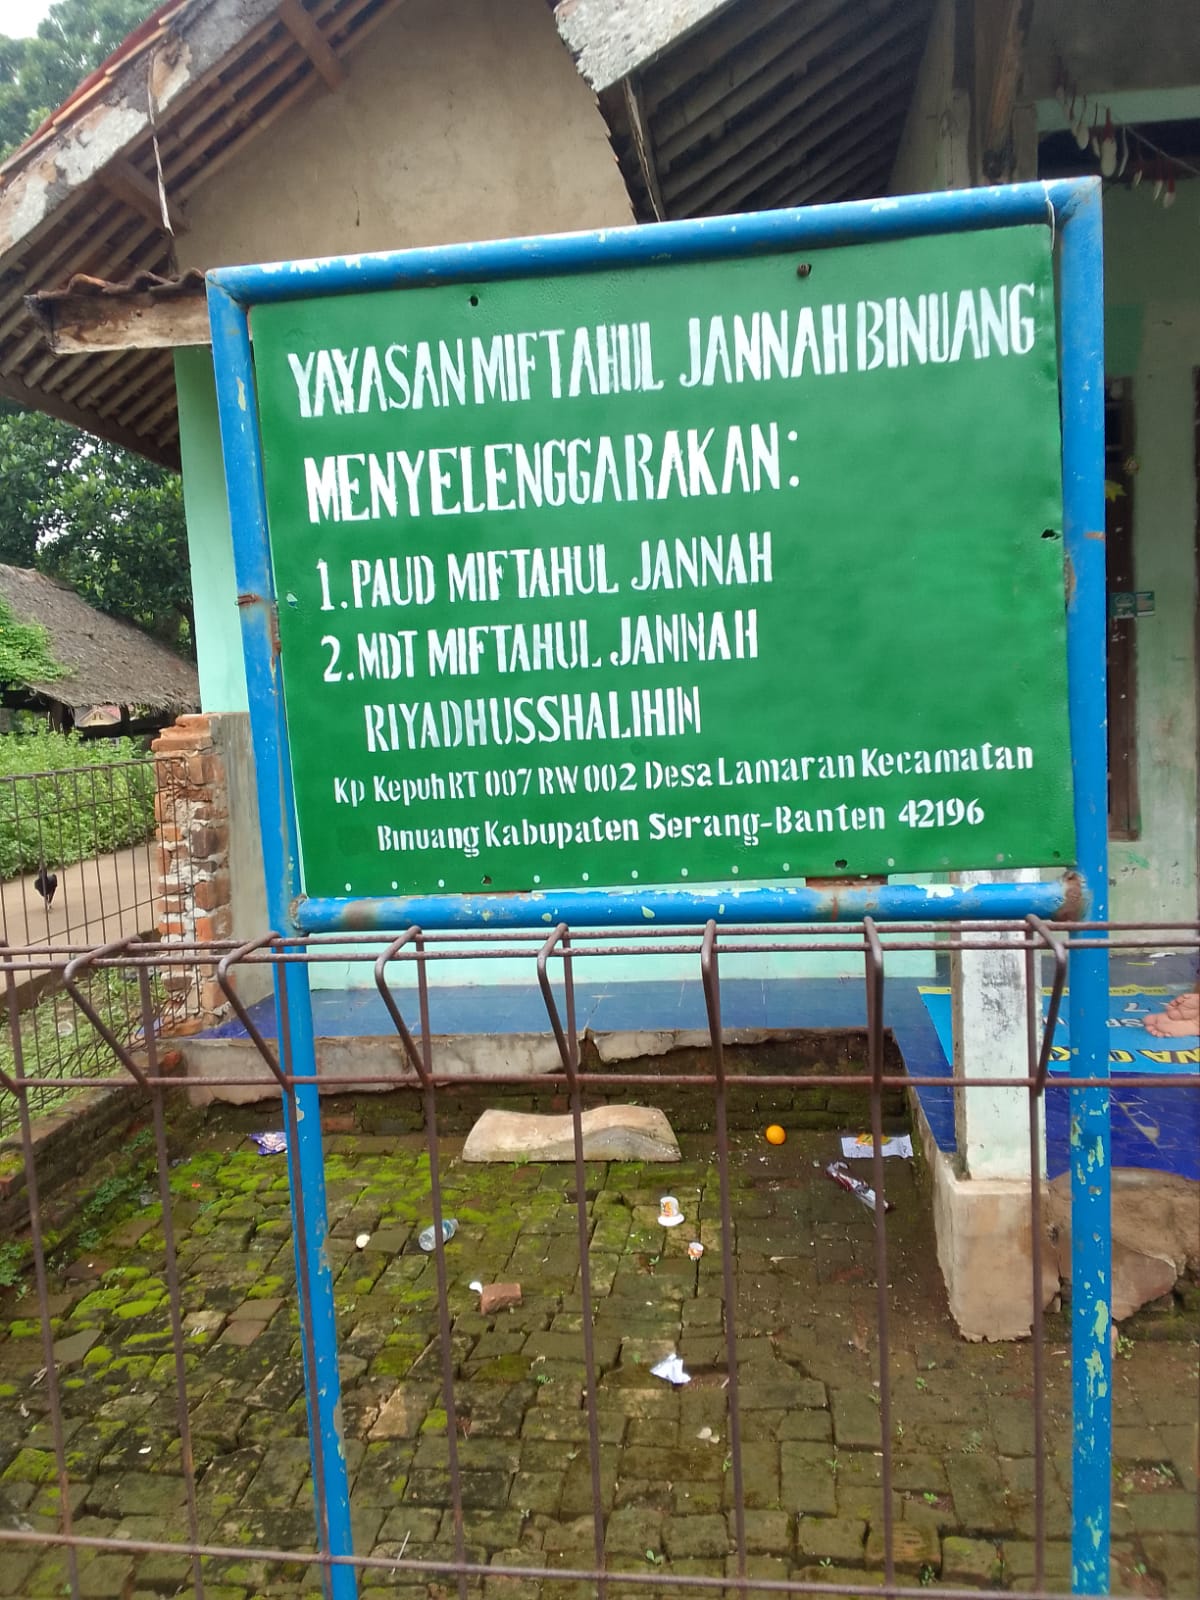 YAYASAN MIFTAHUL JANNAH BINUANG
MENYELENGGARAKAN:
1. PAUD MIFTAHUL JANNAH
2. MDT MIFTAHUL JANNAH
RIYADHUSSHALIHIN
Kp Kepuh RT 007 RW 002 Desa Lamaran Kecamatan
Binuang Kabupaten Serang-Banten 42196